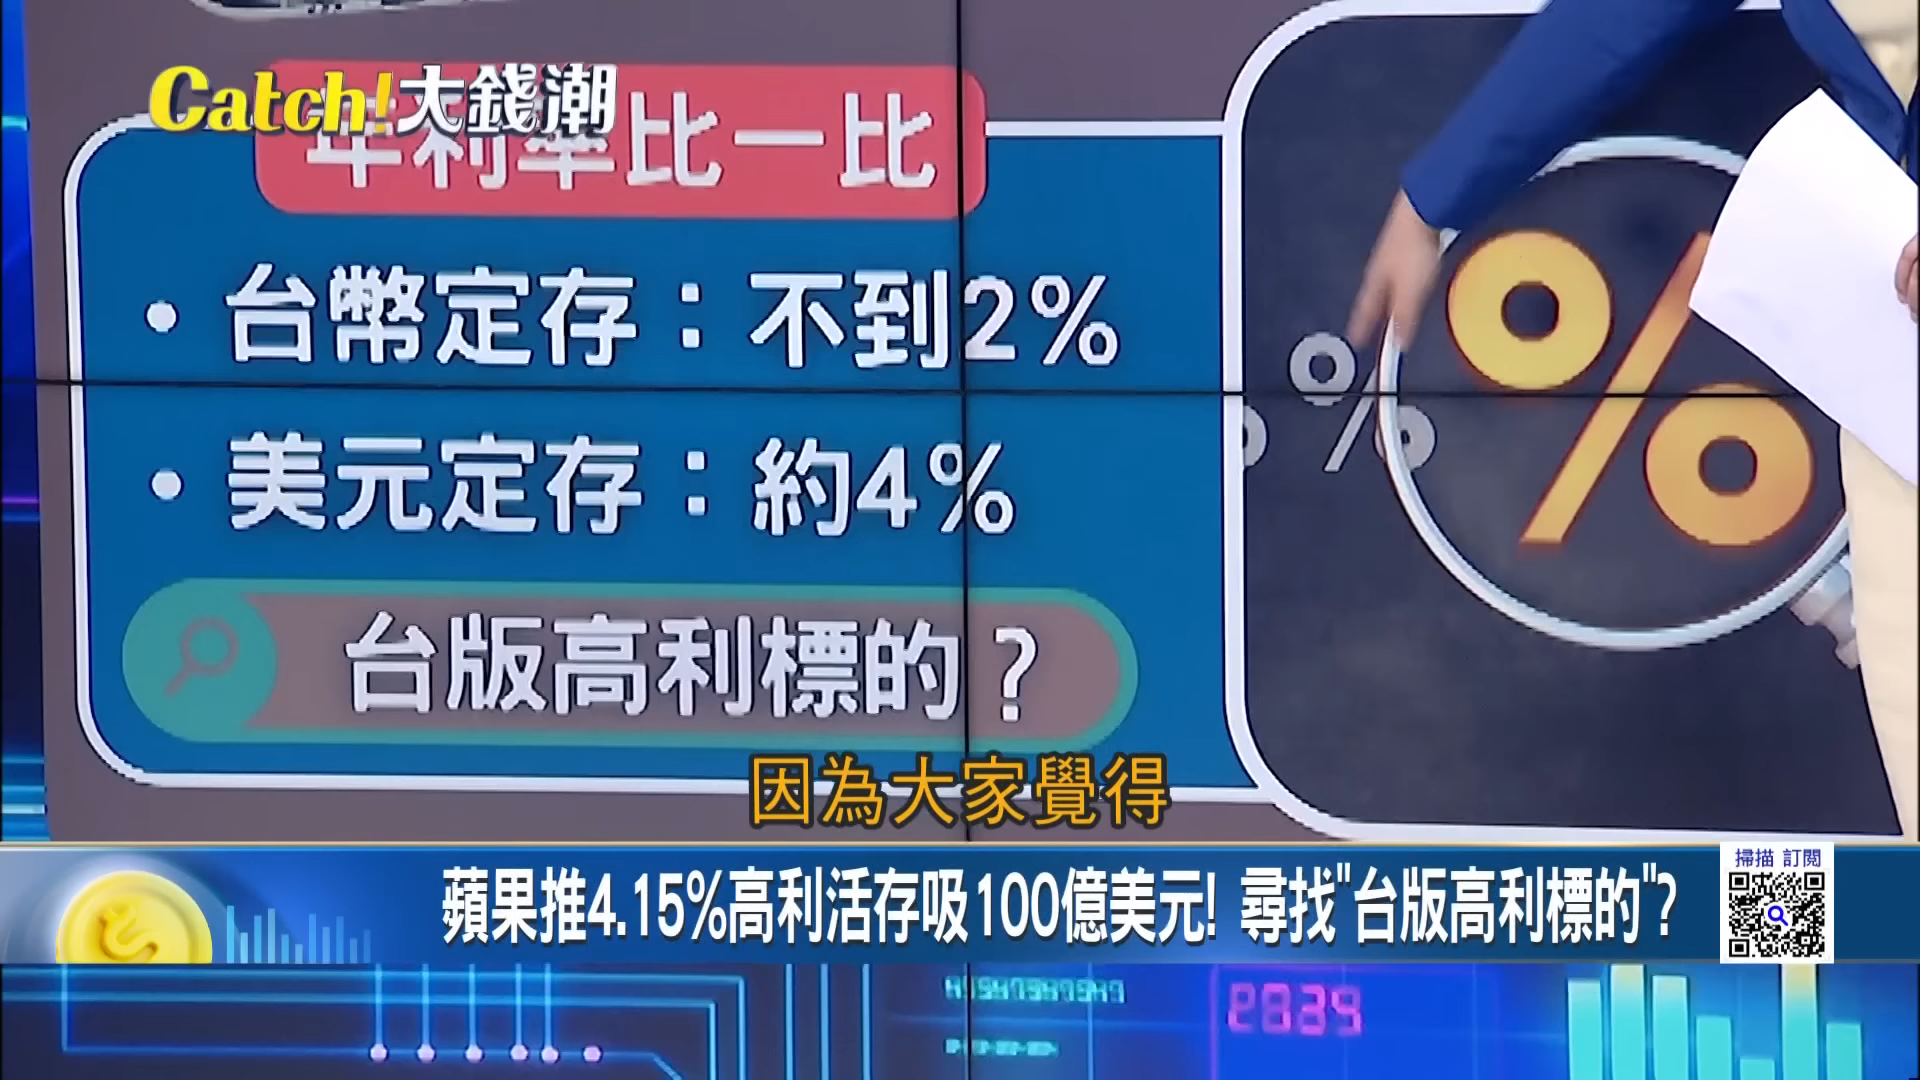 Catch!大錢潮
年利率比一比
• 台幣定存：不到2%
• 美元定存：約4%
台版高利標的？
%
%
因為大家覺得
蘋果推4.15%高利活存吸100億美元! 尋找"台版高利標的"?
掃描 訂閱